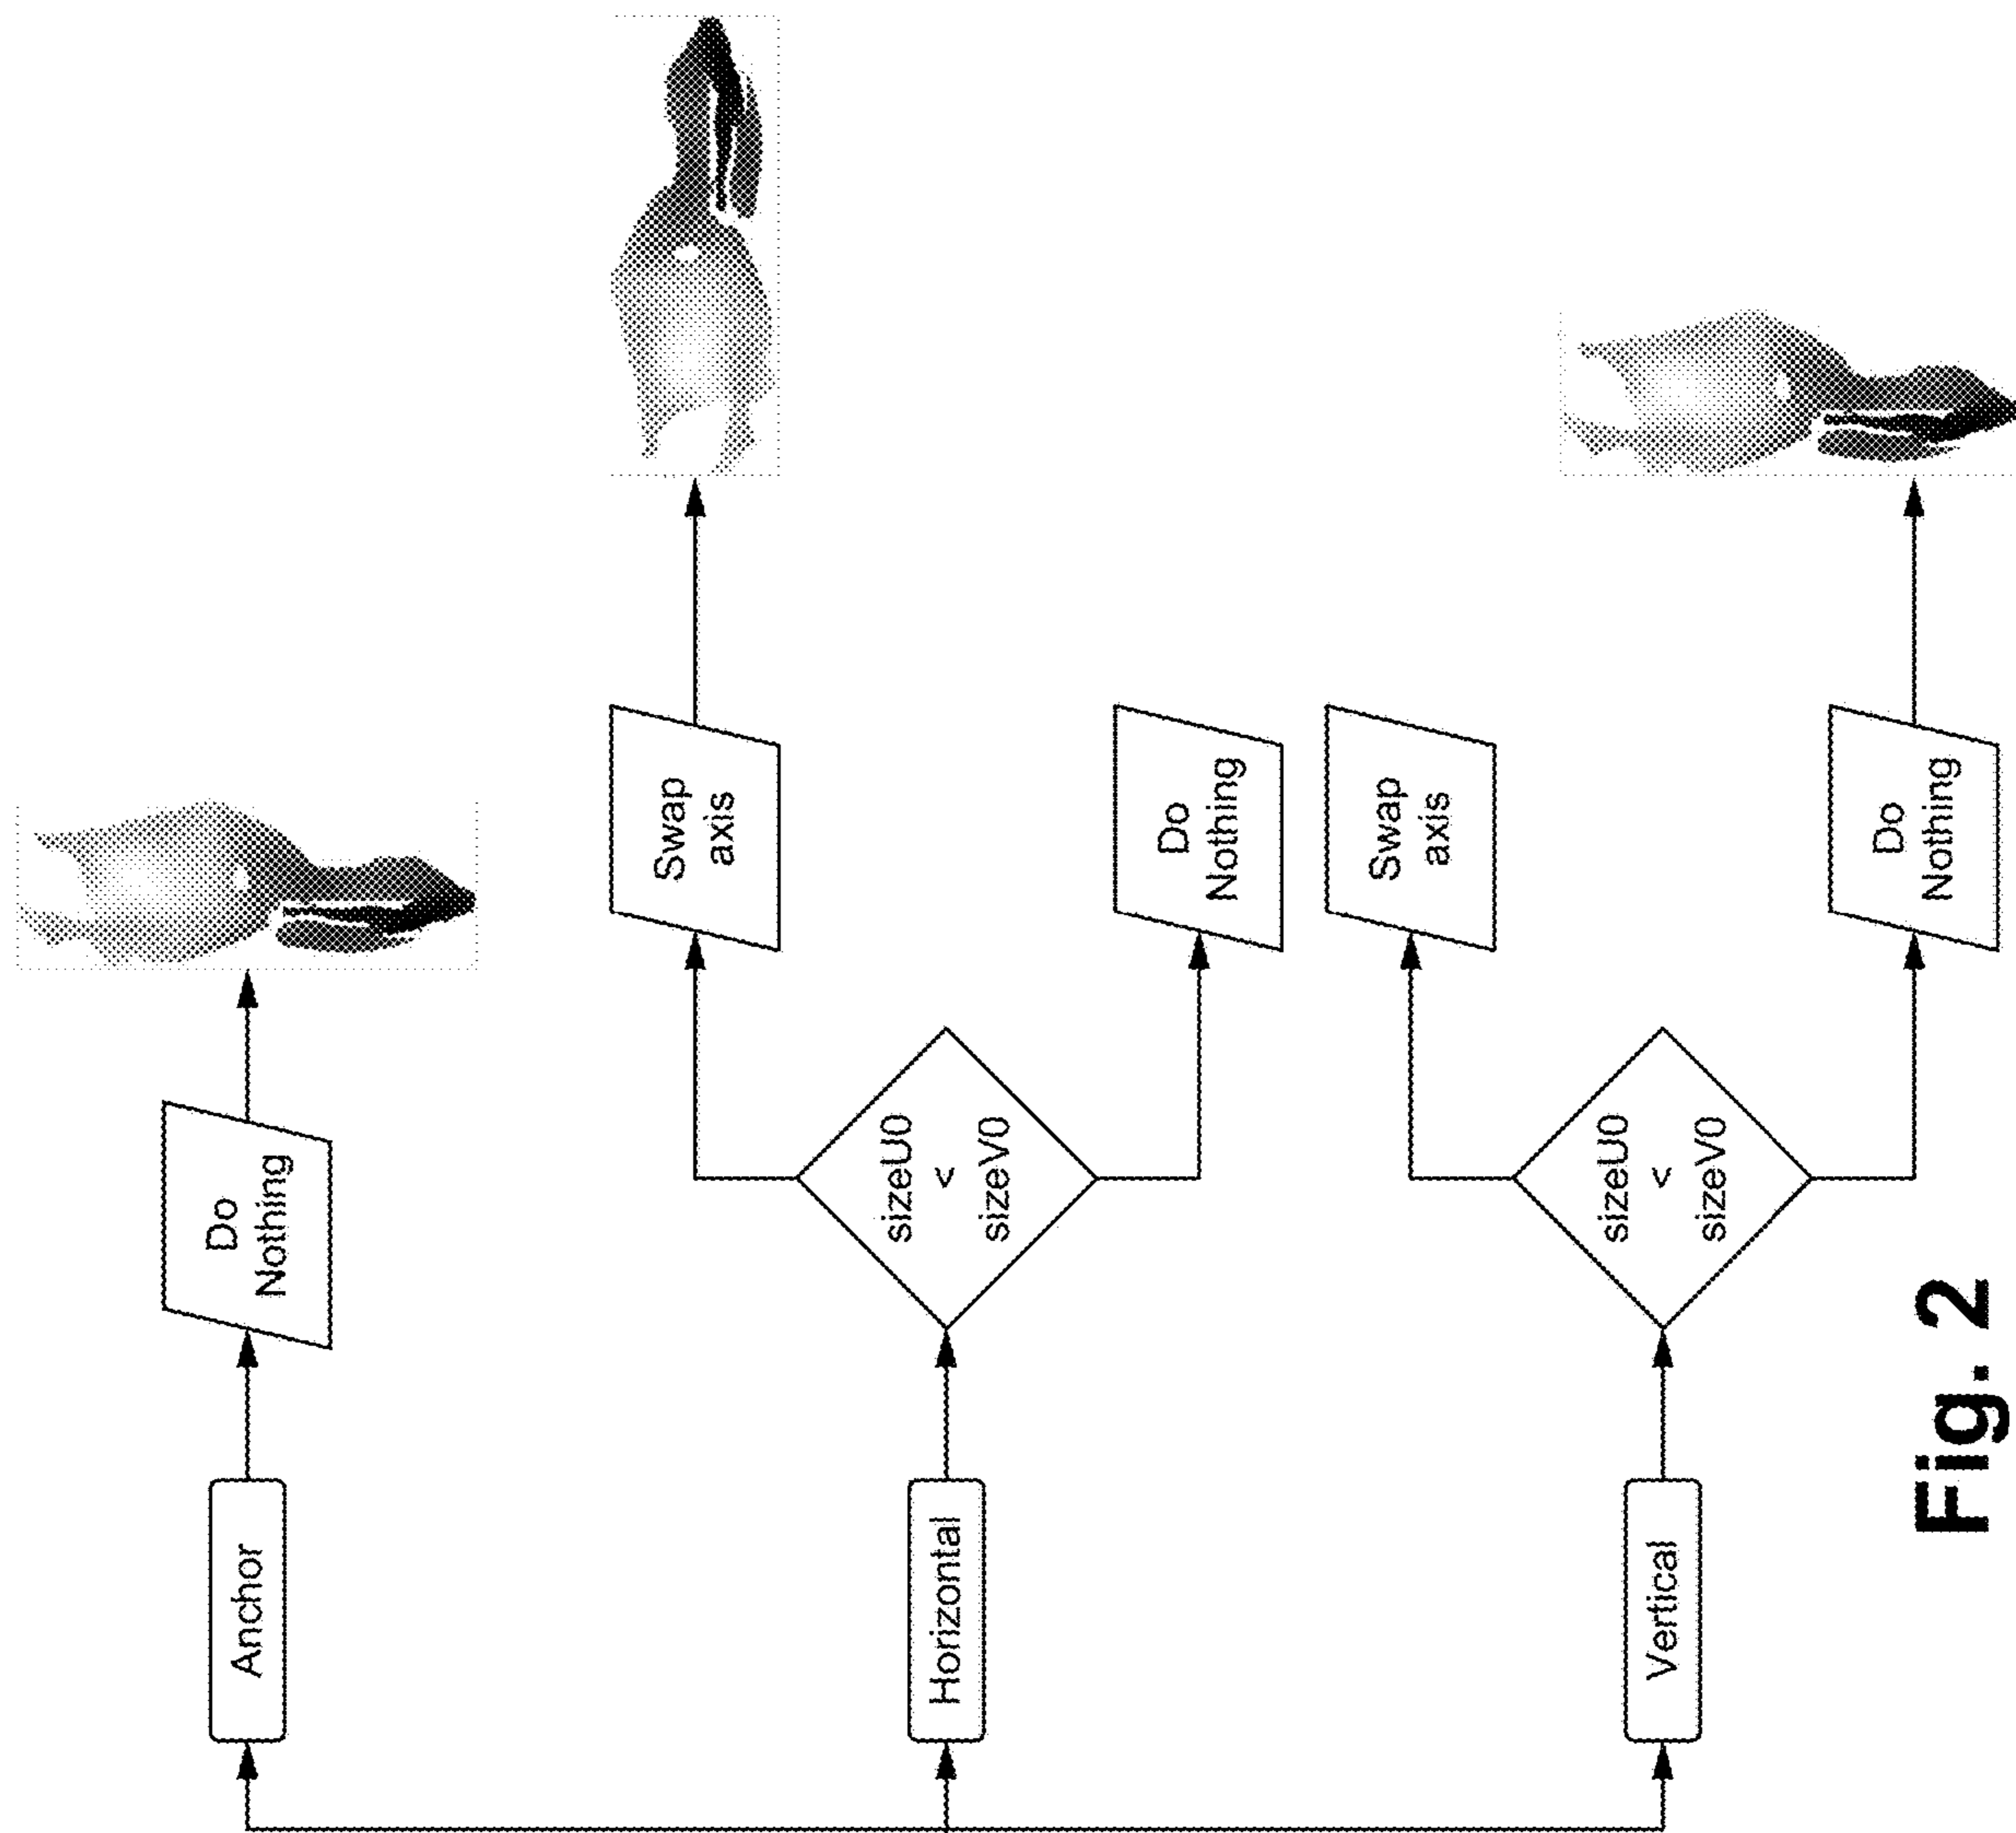 Anchor
Do
Nothing
Swap
axis
Horizontal
sizeU0
<
sizeV0
Do
Nothing
Swap
axis
Vertical
sizeU0
<
sizeV0
Do
Nothing
Fig. 2